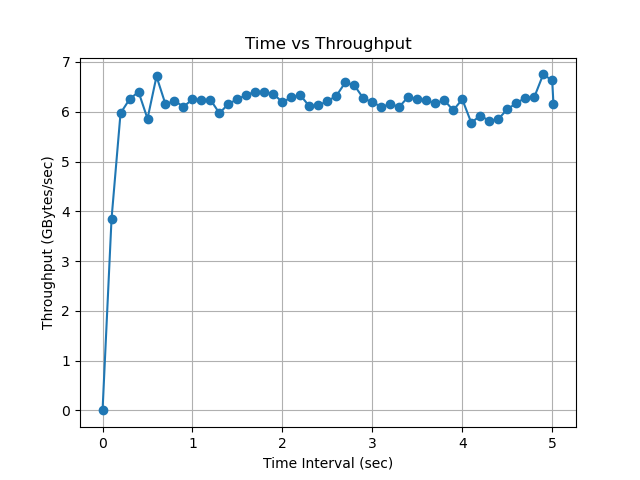 Time vs Throughput
Throughput (GBytes/sec)
7
6
5
4
3
2
1
0
0 1 2 3 4 5
Time Interval (sec)